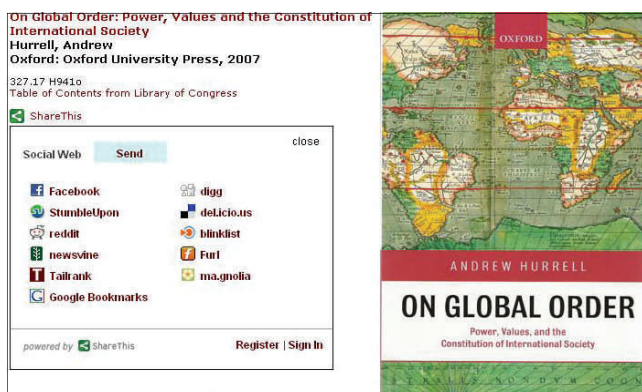 On Global Order: Power, Values and the Constitution of
International Society
Hurrell, Andrew
Oxford: Oxford University Press, 2007
327.17 H941o
Table of Contents from Library of Congress
ShareThis
close
Social Web Send
Facebook digg
StumbleUpon del.icio.us
reddit blinklist
newsvine Furl
Tailrank ma.gnolia
Google Bookmarks
powered by ShareThis Register | Sign In
OXFORD
ANDREW HURRELL
ON GLOBAL ORDER
Power, Values, and the
Constitution of International Society